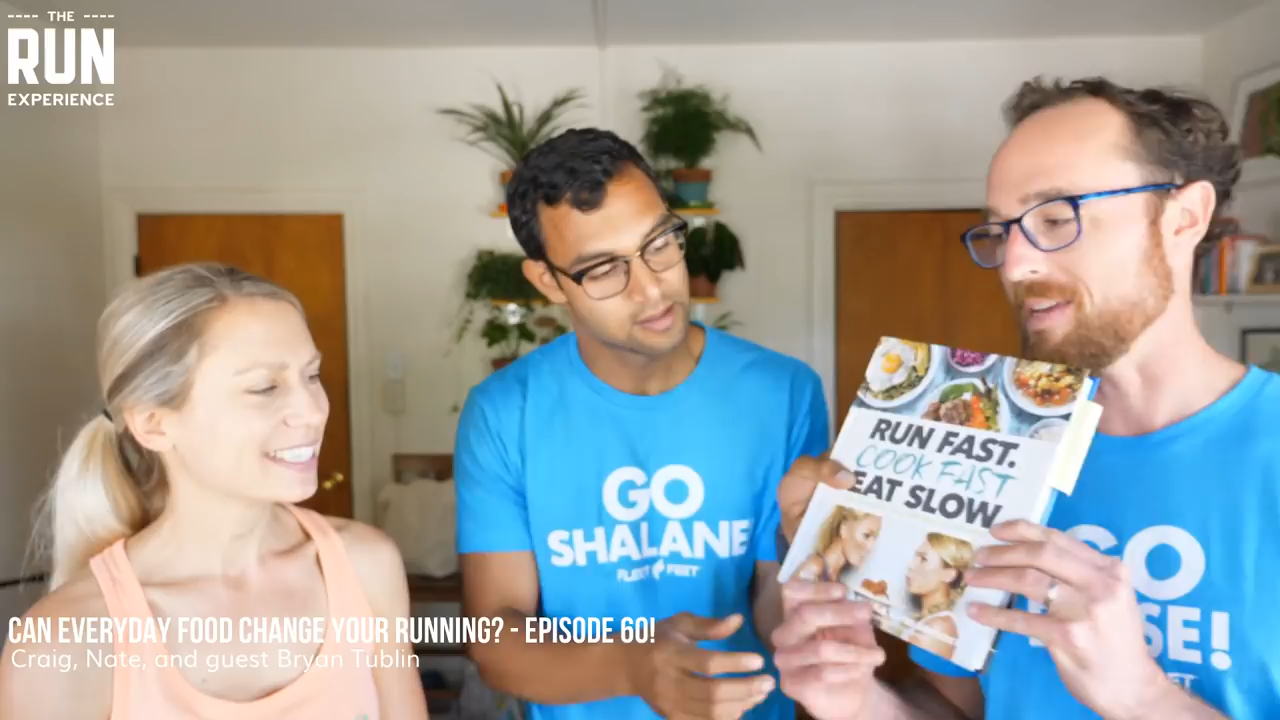 THE
RUN
EXPERIENCE
RUN FAST.
COOK FAST
EAT SLOW
GO
SHALANE
FLEET FEET
GO
!
CAN EVERYDAY FOOD CHANGE YOUR RUNNING? - EPISODE 60!
Craig, Nate, and guest Bryan Tublin